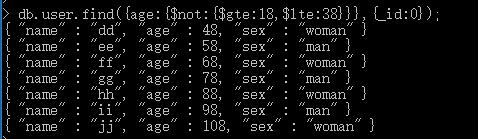 > db.user.find({age:{$not:{$gte:18,$lte:38}}},{_id:0});
{ "name" : "dd", "age" : 48, "sex" : "woman" }
{ "name" : "ee", "age" : 58, "sex" : "man" }
{ "name" : "ff", "age" : 68, "sex" : "woman" }
{ "name" : "gg", "age" : 78, "sex" : "man" }
{ "name" : "hh", "age" : 88, "sex" : "woman" }
{ "name" : "ii", "age" : 98, "sex" : "man" }
{ "name" : "jj", "age" : 108, "sex" : "woman" }